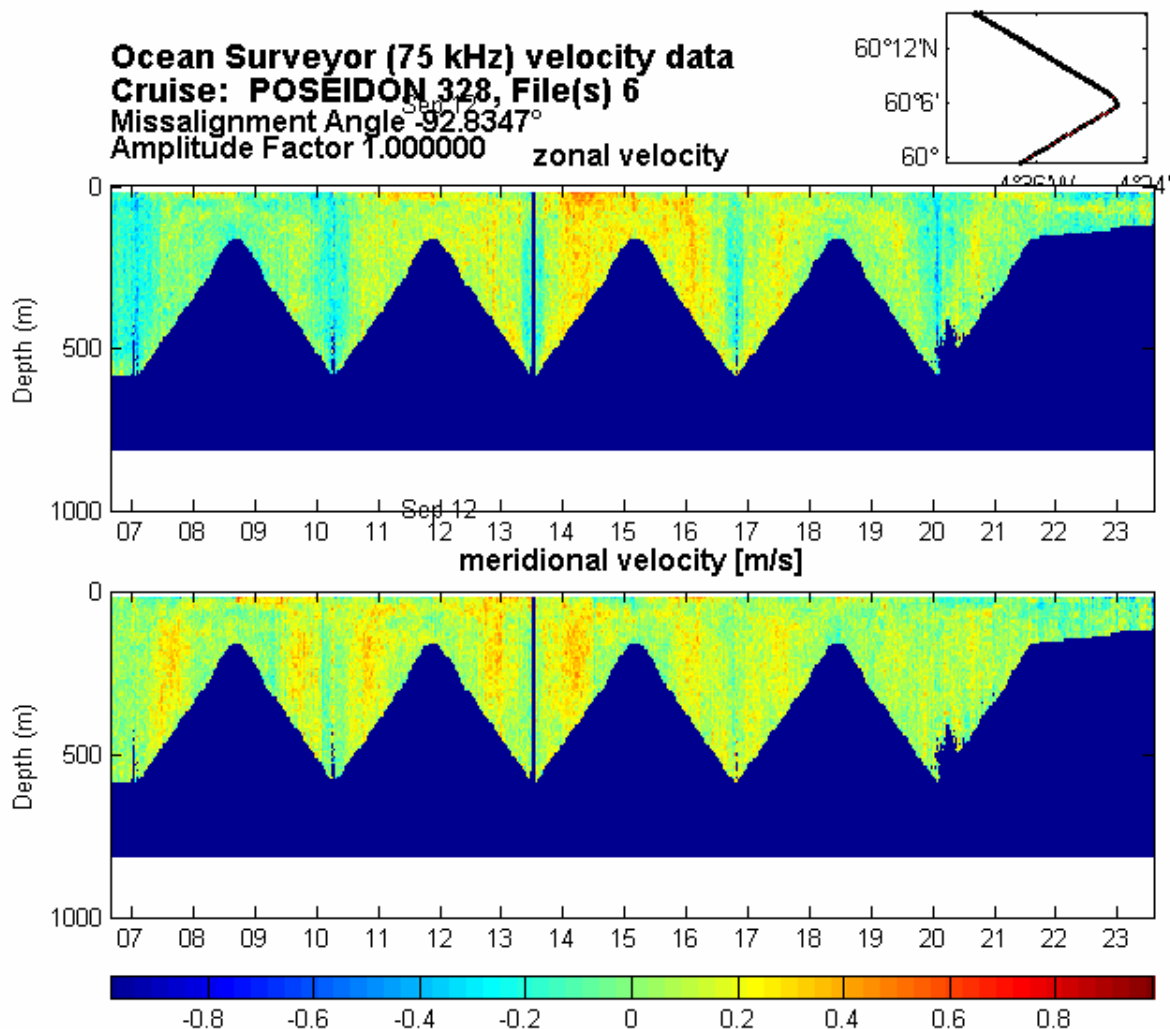 Ocean Surveyor (75 kHz) velocity data
Cruise: POSEIDON 328, File(s) 6
Sep 12
Missalignment Angle -92.8347°
Amplitude Factor 1.000000
60°12'N
60°6'
60°
zonal velocity
0
500
1000
Depth (m)
Sep 12
07 08 09 10 11 12 13 14 15 16 17 18 19 20 21 22 23
meridional velocity [m/s]
0
500
1000
Depth (m)
07 08 09 10 11 12 13 14 15 16 17 18 19 20 21 22 23
-0.8 -0.6 -0.4 -0.2 0 0.2 0.4 0.6 0.8